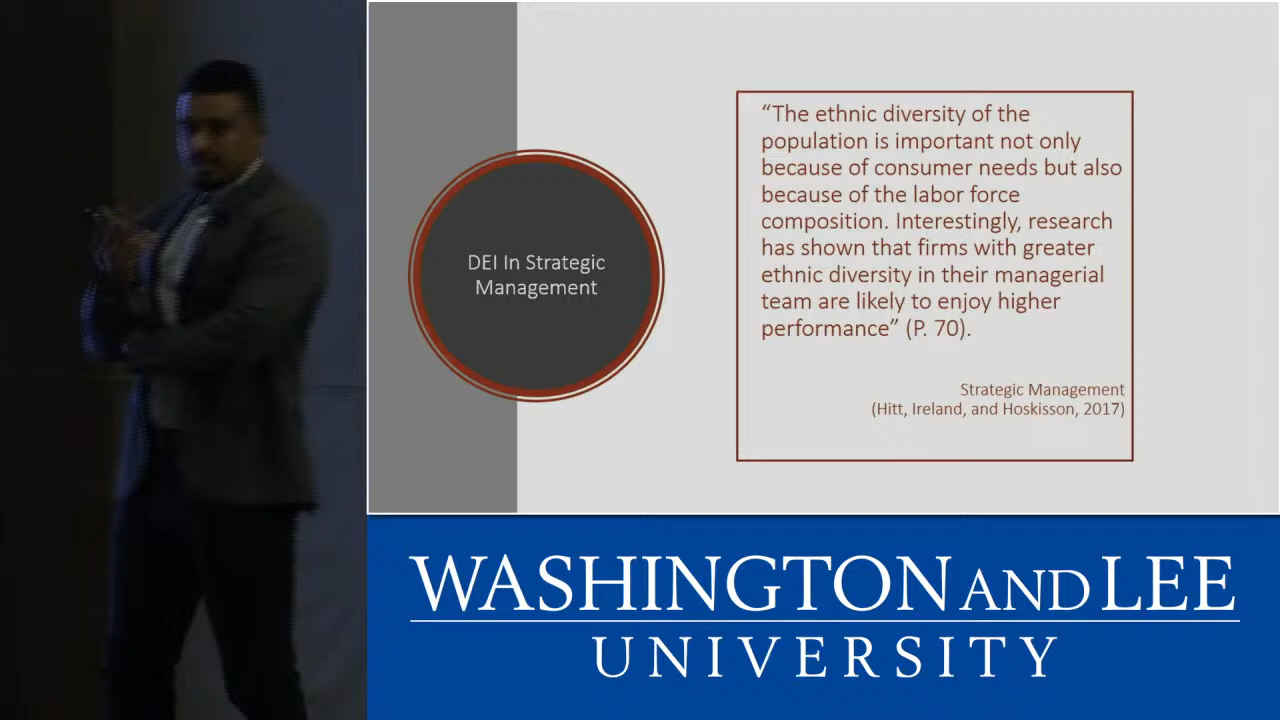 DEI In Strategic
Management
“The ethnic diversity of the
population is important not only
because of consumer needs but also
because of the labor force
composition. Interestingly, research
has shown that firms with greater
ethnic diversity in their managerial
team are likely to enjoy higher
performance” (P. 70).
Strategic Management
(Hitt, Ireland, and Hoskisson, 2017)
WASHINGTON AND LEE
UNIVERSITY